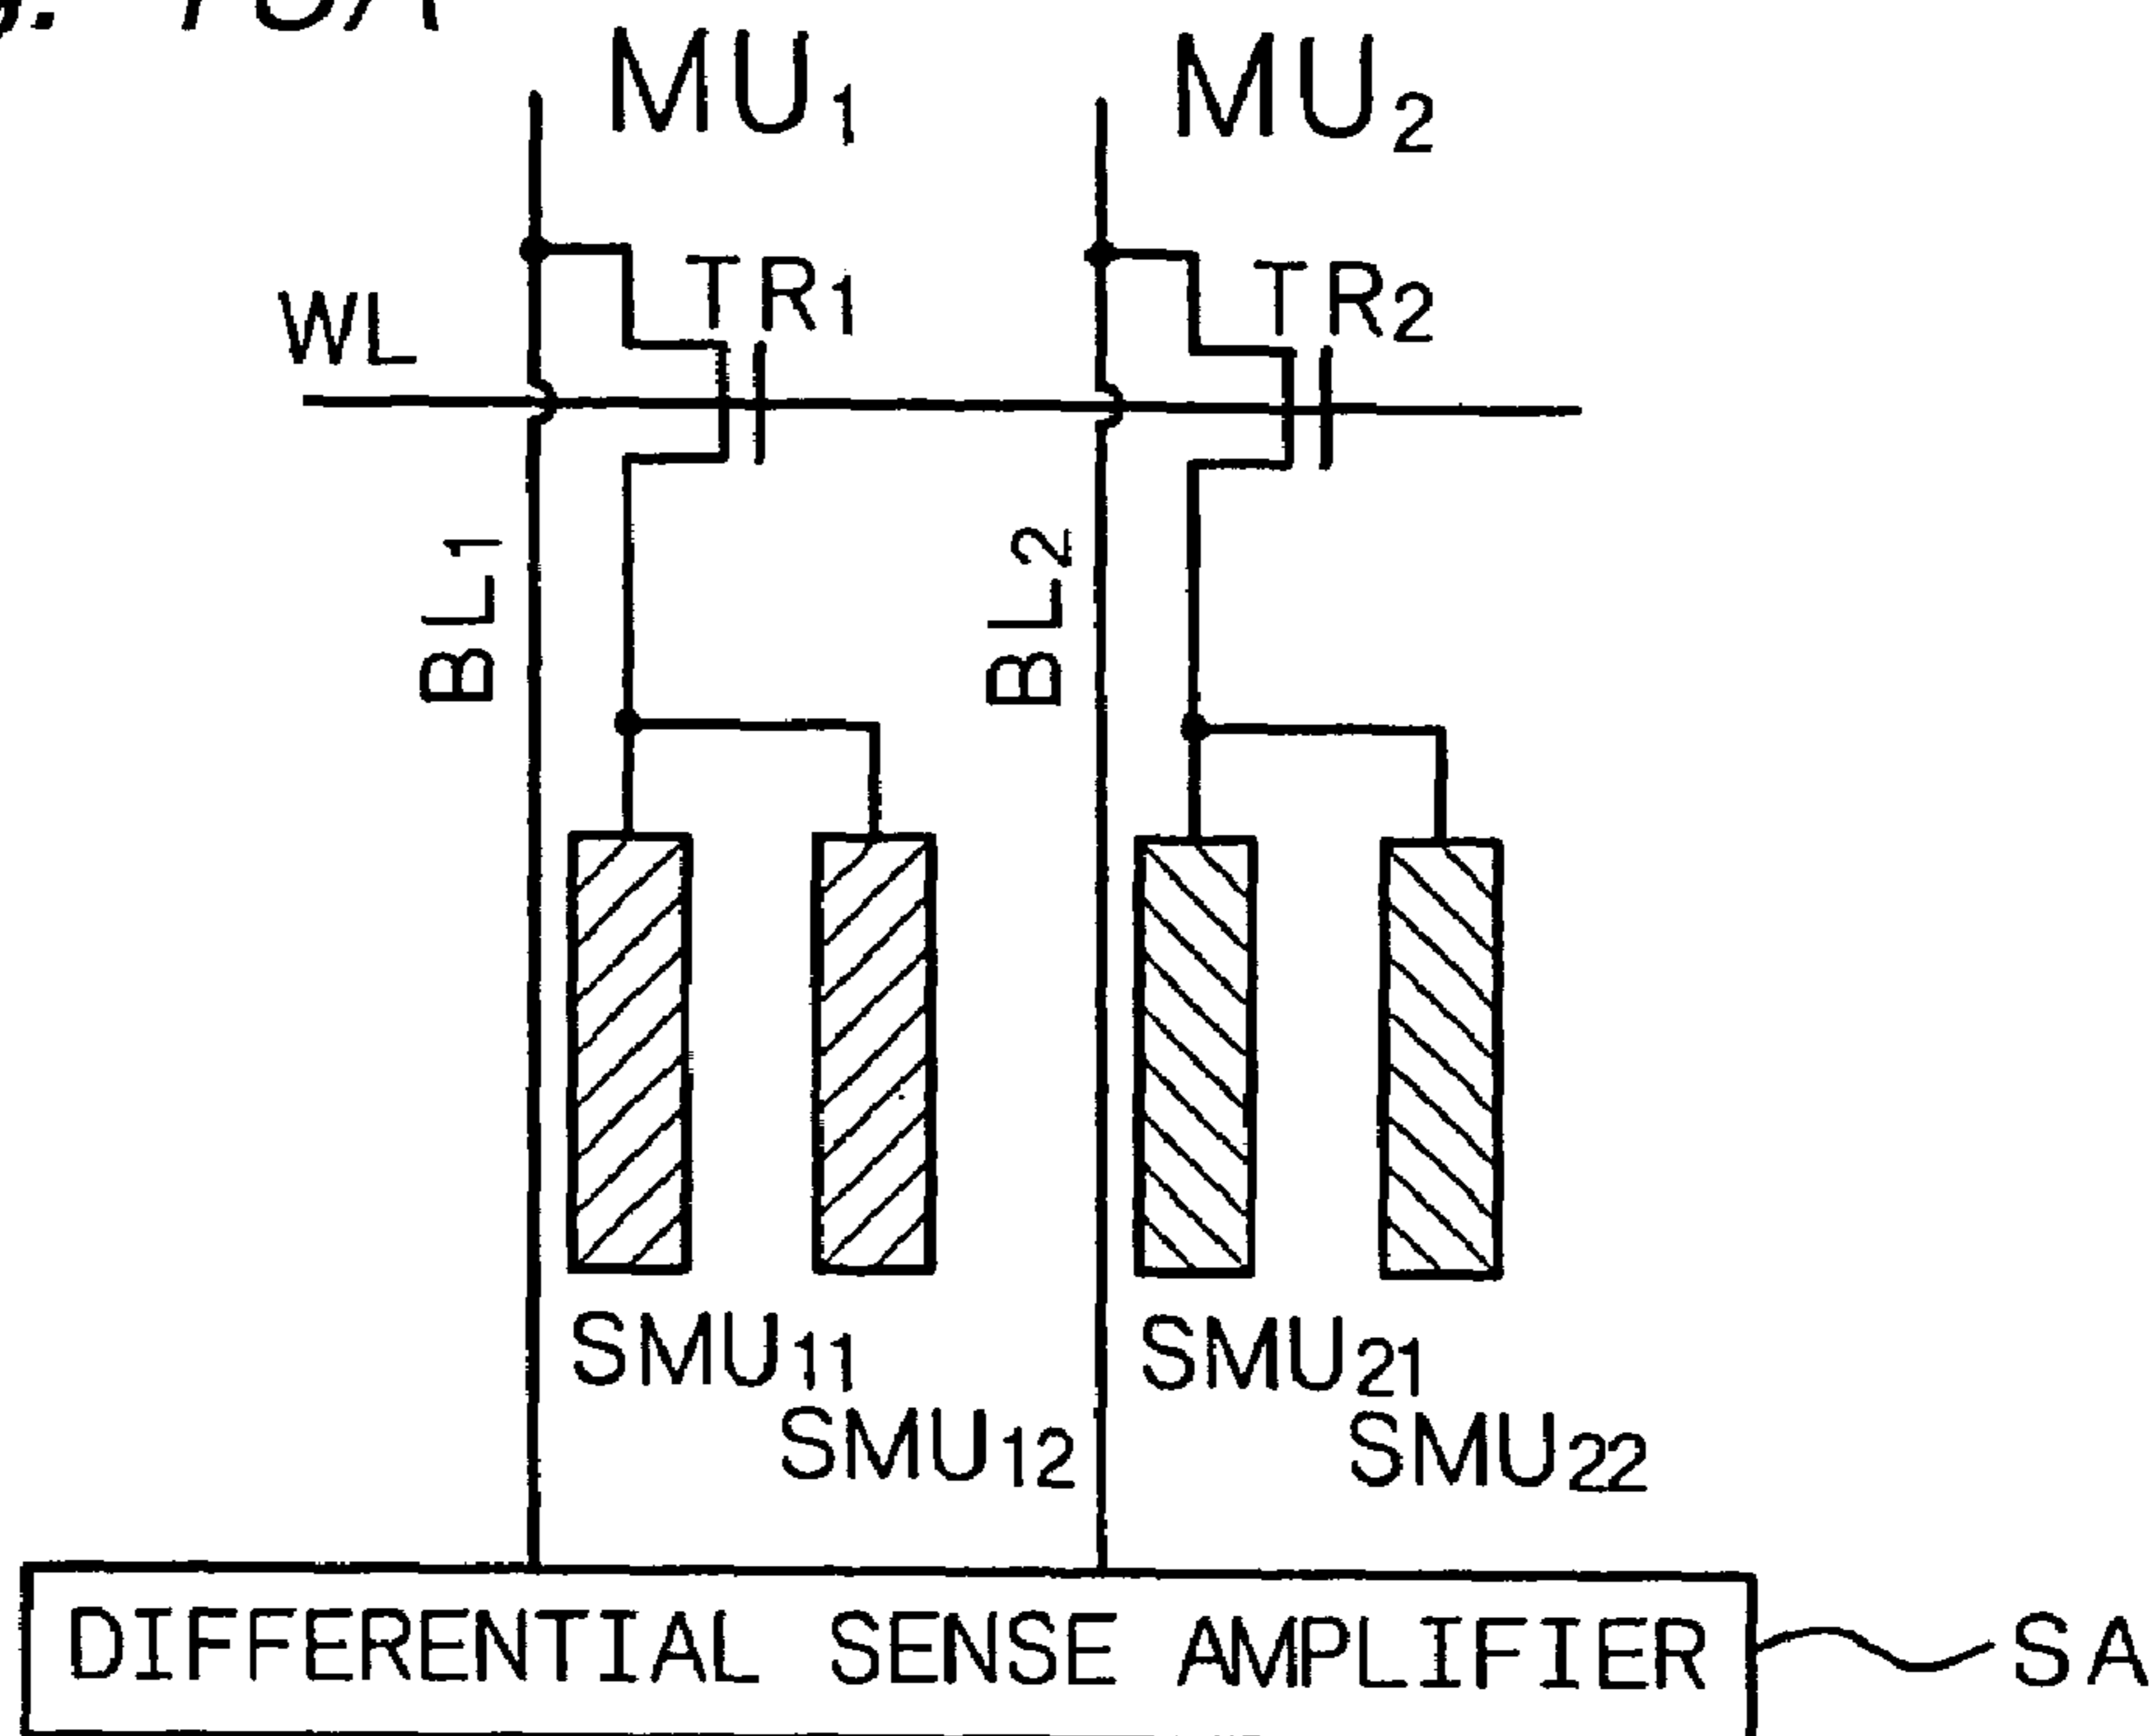 MU1 MU2
TR1 TR2
WL
BL1 BL2
SMU11 SMU21
SMU12 SMU22
DIFFERENTIAL SENSE AMPLIFIER SA